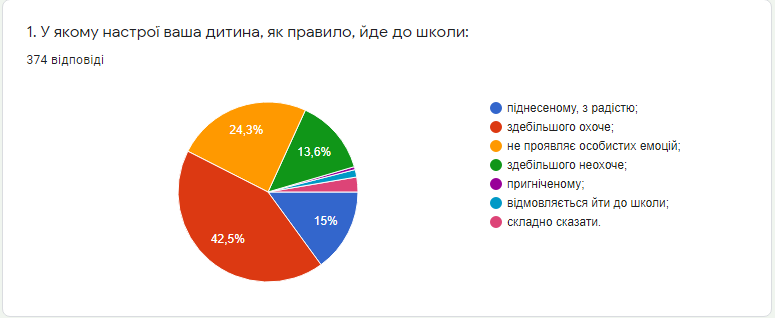 1. У якому настрої ваша дитина, як правило, йде до школи:
374 відповіді
24,3%
13,6%
15%
42,5%
піднесеному, з радістю;
здебільшого охоче;
не проявляє особистих емоцій;
здебільшого неохоче;
пригніченому;
відмовляється йти до школи;
складно сказати.